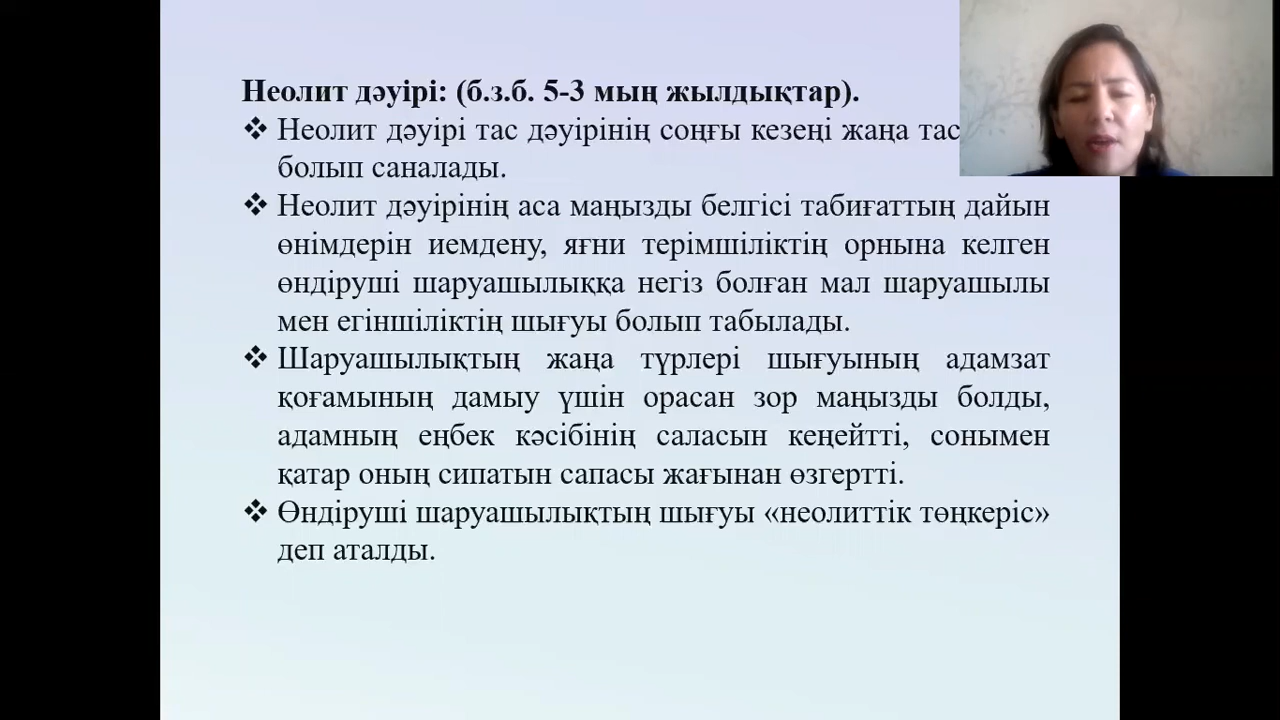 Неолит дәуірі: (б.з.б. 5-3 мың жылдықтар).
❖ Неолит дәуірі тас дәуірінің соңғы кезеңі жаңа тас
болып саналады.
❖ Неолит дәуірінің аса маңызды белгісі табиғаттың дайын
өнімдерін иемдену, яғни терімшіліктің орнына келген
өндіруші шаруашылыққа негіз болған мал шаруашылы
мен егіншіліктің шығуы болып табылады.
❖ Шаруашылықтың жаңа түрлері шығуының адамзат
қоғамының дамыу үшін орасан зор маңызды болды,
адамның еңбек кәсібінің саласын кеңейтті, сонымен
қатар оның сипатын сапасы жағынан өзгертті.
❖ Өндіруші шаруашылықтың шығуы «неолиттік төңкеріс»
деп аталды.